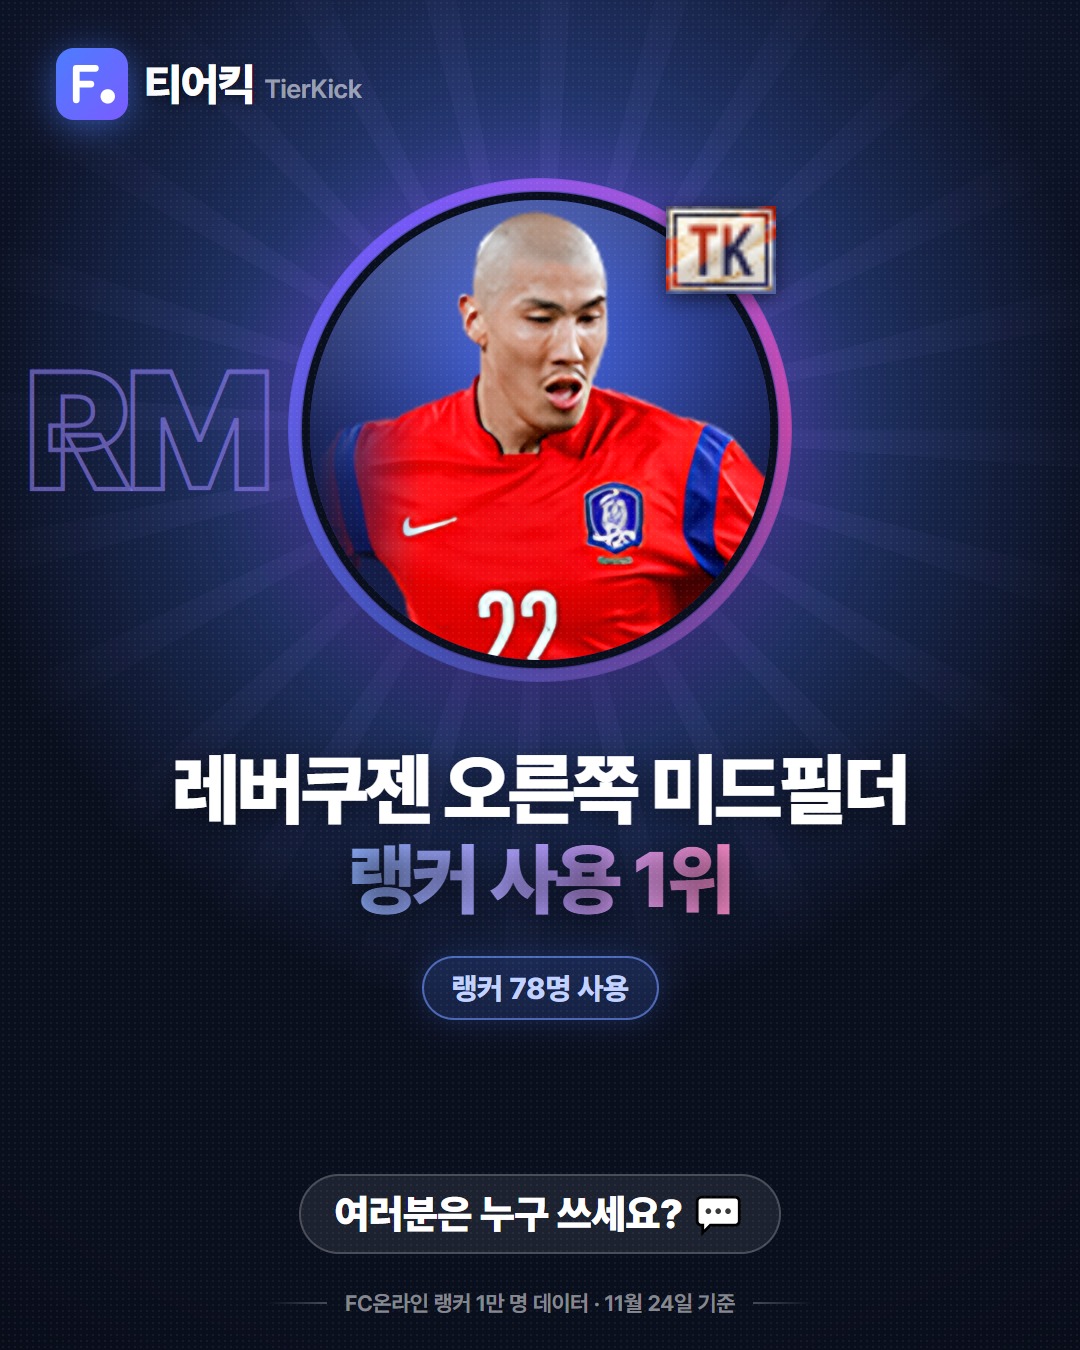 F.
티어킥 TierKick
TK
RM
22
레버쿠젠 오른쪽 미드필더
랭커 사용 1위
랭커 78명 사용
여러분은 누구 쓰세요?
FC온라인 랭커 1만 명 데이터 · 11월 24일 기준